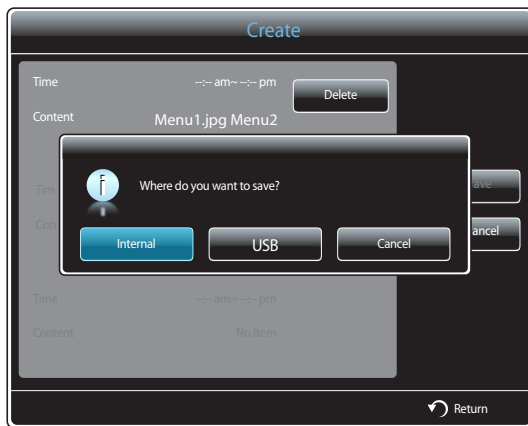 Create
Time --:-- am~ --:-- pm
Delete
Content Menu1.jpg Menu2
Where do you want to save?
Internal USB Cancel
Time --:-- am~ --:-- pm
Content No Item
Return